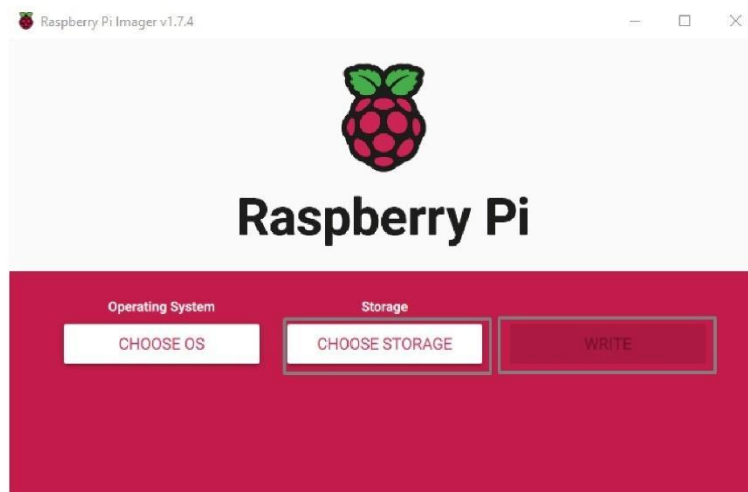 Raspberry Pi Imager v1.7.4
Raspberry Pi
Operating System Storage
CHOOSE OS CHOOSE STORAGE WRITE